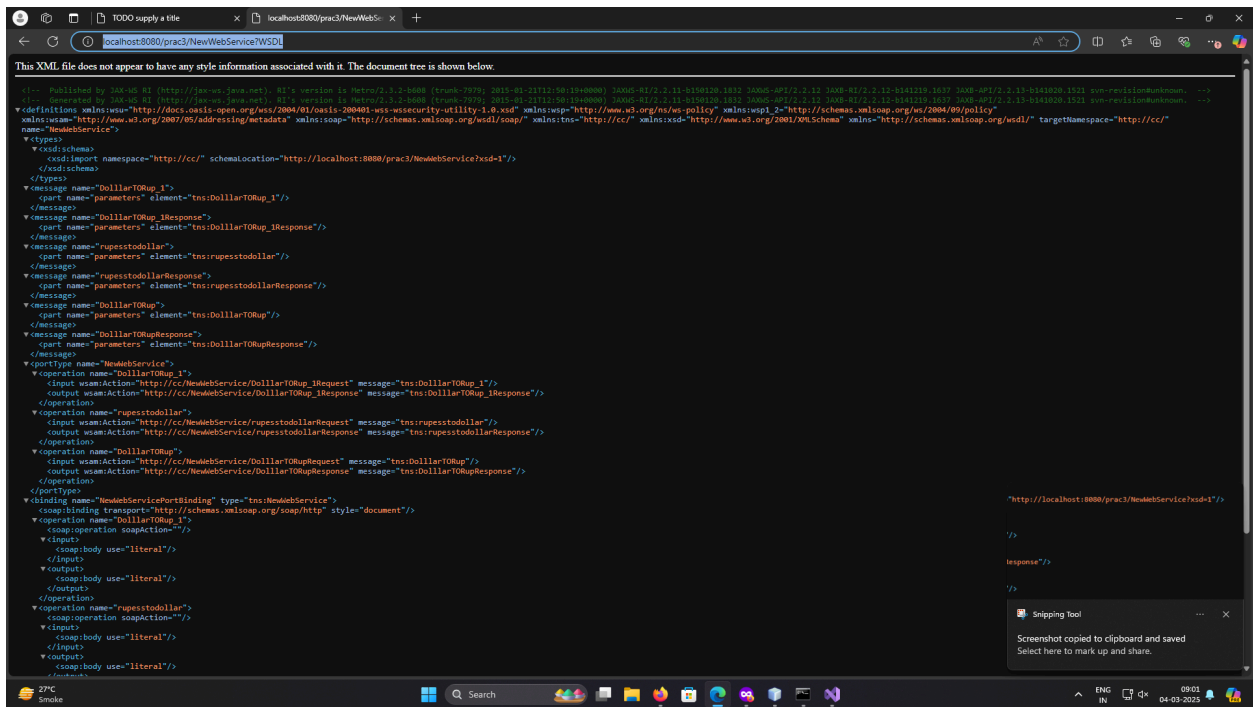 TODO supply a title
localhost:8080/prac3/NewWebSe
localhost:8080/prac3/NewWebService?WSDL
This XML file does not appear to have any style information associated with it. The document tree is shown below.
<!-- Published by JAX-WS RI (http://jax-ws.java.net). RI's version is Metro/2.3.2-b608 (trunk-7979; 2015-01-21T12:50:19+0000) JAXWS-RI/2.2.11-b150120.1832 JAXWS-API/2.2.12 JAXB-RI/2.2.12-b141219.1637 JAXB-API/2.2.13-b141020.1521 svn-revision#unknown. -->
<!-- Generated by JAX-WS RI (http://jax-ws.java.net). RI's version is Metro/2.3.2-b608 (trunk-7979; 2015-01-21T12:50:19+0000) JAXWS-RI/2.2.11-b150120.1832 JAXWS-API/2.2.12 JAXB-RI/2.2.12-b141219.1637 JAXB-API/2.2.13-b141020.1521 svn-revision#unknown. -->
▼<definitions xmlns:wsu="http://docs.oasis-open.org/wss/2004/01/oasis-200401-wss-wssecurity-utility-1.0.xsd" xmlns:wsp="http://www.w3.org/ns/ws-policy" xmlns:wsp1_2="http://schemas.xmlsoap.org/ws/2004/09/policy"
xmlns:wsam="http://www.w3.org/2007/05/addressing/metadata" xmlns:soap="http://schemas.xmlsoap.org/wsdl/soap/" xmlns:tns="http://cc/" xmlns:xsd="http://www.w3.org/2001/XMLSchema" xmlns="http://schemas.xmlsoap.org/wsdl/" targetNamespace="http://cc/"
name="NewWebService">
▼<types>
▼<xsd:schema>
<xsd:import namespace="http://cc/" schemaLocation="http://localhost:8080/prac3/NewWebService?xsd=1"/>
</xsd:schema>
</types>
▼<message name="DolllarTORup_1">
<part name="parameters" element="tns:DolllarTORup_1"/>
</message>
▼<message name="DolllarTORup_1Response">
<part name="parameters" element="tns:DolllarTORup_1Response"/>
</message>
▼<message name="rupesstodollar">
<part name="parameters" element="tns:rupesstodollar"/>
</message>
▼<message name="rupesstodollarResponse">
<part name="parameters" element="tns:rupesstodollarResponse"/>
</message>
▼<message name="DolllarTORup">
<part name="parameters" element="tns:DolllarTORup"/>
</message>
▼<message name="DolllarTORupResponse">
<part name="parameters" element="tns:DolllarTORupResponse"/>
</message>
▼<portType name="NewWebService">
▼<operation name="DolllarTORup_1">
<input wsam:Action="http://cc/NewWebService/DolllarTORup_1Request" message="tns:DolllarTORup_1"/>
<output wsam:Action="http://cc/NewWebService/DolllarTORup_1Response" message="tns:DolllarTORup_1Response"/>
</operation>
▼<operation name="rupesstodollar">
<input wsam:Action="http://cc/NewWebService/rupesstodollarRequest" message="tns:rupesstodollar"/>
<output wsam:Action="http://cc/NewWebService/rupesstodollarResponse" message="tns:rupesstodollarResponse"/>
</operation>
▼<operation name="DolllarTORup">
<input wsam:Action="http://cc/NewWebService/DolllarTORupRequest" message="tns:DolllarTORup"/>
<output wsam:Action="http://cc/NewWebService/DolllarTORupResponse" message="tns:DolllarTORupResponse"/>
</operation>
</portType>
▼<binding name="NewWebServicePortBinding" type="tns:NewWebService">
<soap:binding transport="http://schemas.xmlsoap.org/soap/http" style="document"/>
▼<operation name="DolllarTORup_1">
<soap:operation soapAction=""/>
▼<input>
<soap:body use="literal"/>
</input>
▼<output>
<soap:body use="literal"/>
</output>
</operation>
▼<operation name="rupesstodollar">
<soap:operation soapAction=""/>
▼<input>
<soap:body use="literal"/>
</input>
▼<output>
<soap:body use="literal"/>
"http://localhost:8080/prac3/NewWebService?xsd=1"/>
"/>
lesponse"/>
"/>
Snipping Tool
Screenshot copied to clipboard and saved
Select here to mark up and share.
27°C
Smoke
Search
ENG
IN
09:01
04-03-2025